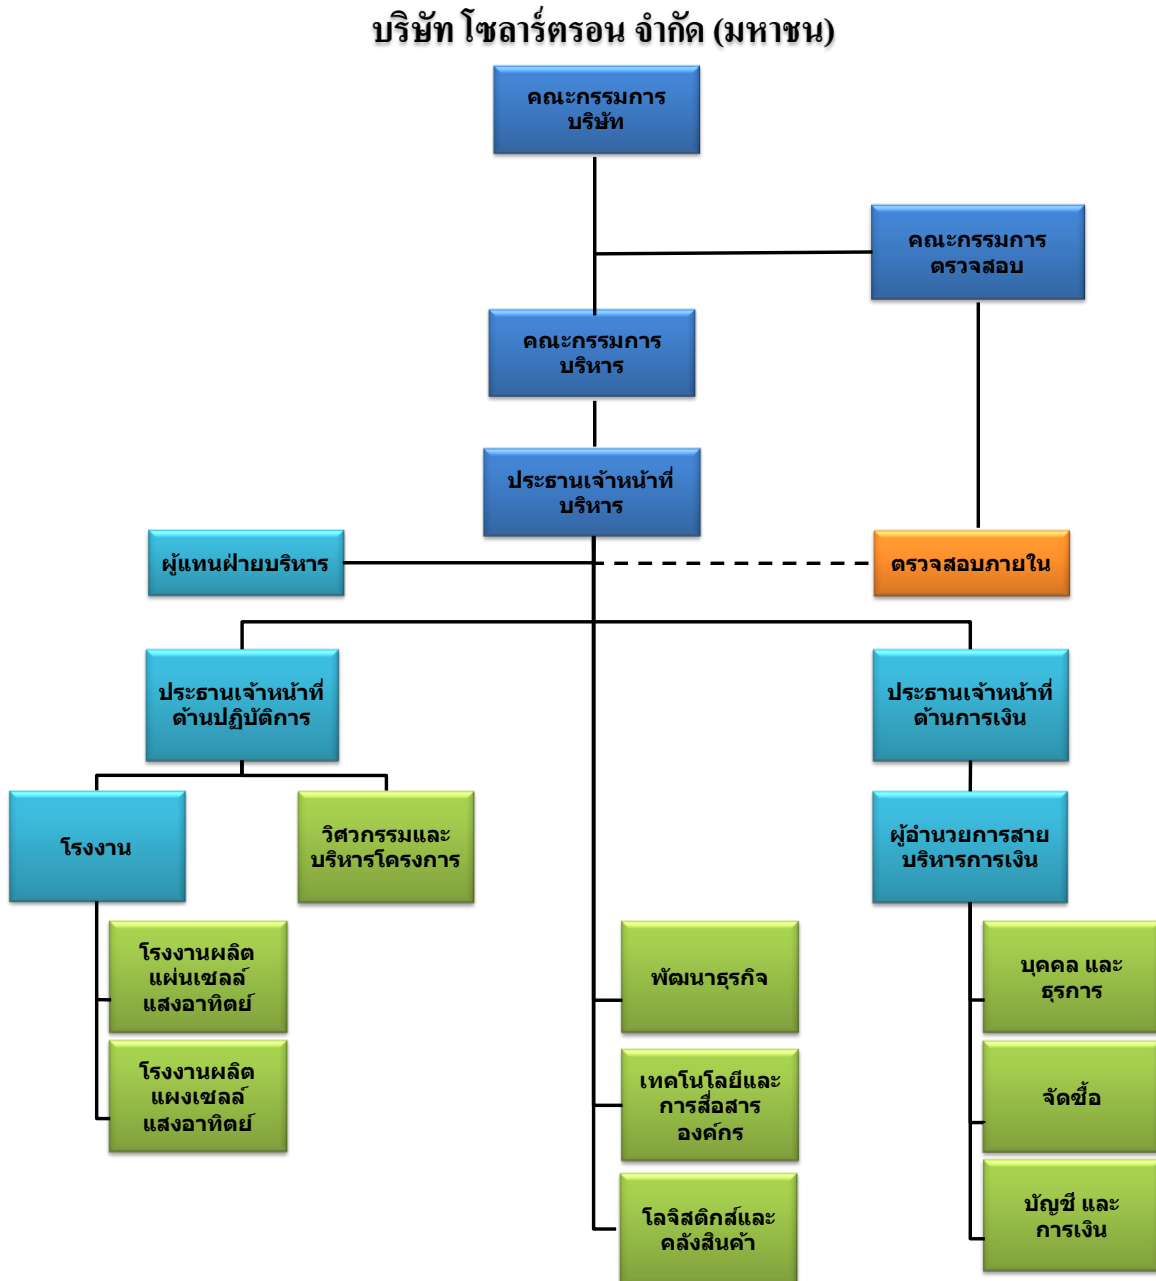 บริษัท โซลาร์ตรอน จำกัด (มหาชน)
คณะกรรมการ
บริษัท
คณะกรรมการ
ตรวจสอบ
คณะกรรมการ
บริหาร
ประธานเจ้าหน้าที่
บริหาร
ผู้แทนฝ่ายบริหาร
ตรวจสอบภายใน
ประธานเจ้าหน้าที่
ด้านปฏิบัติการ
ประธานเจ้าหน้าที่
ด้านการเงิน
โรงงาน
วิศวกรรมและ
บริหารโครงการ
ผู้อำนวยการสาย
บริหารการเงิน
โรงงานผลิต
แผ่นเซลล์
แสงอาทิตย์
พัฒนาธุรกิจ
บุคคล และ
ธุรการ
โรงงานผลิต
แผงเซลล์
แสงอาทิตย์
เทคโนโลยีและ
การสื่อสาร
องค์กร
จัดซื้อ
โลจิสติกส์และ
คลังสินค้า
บัญชี และ
การเงิน